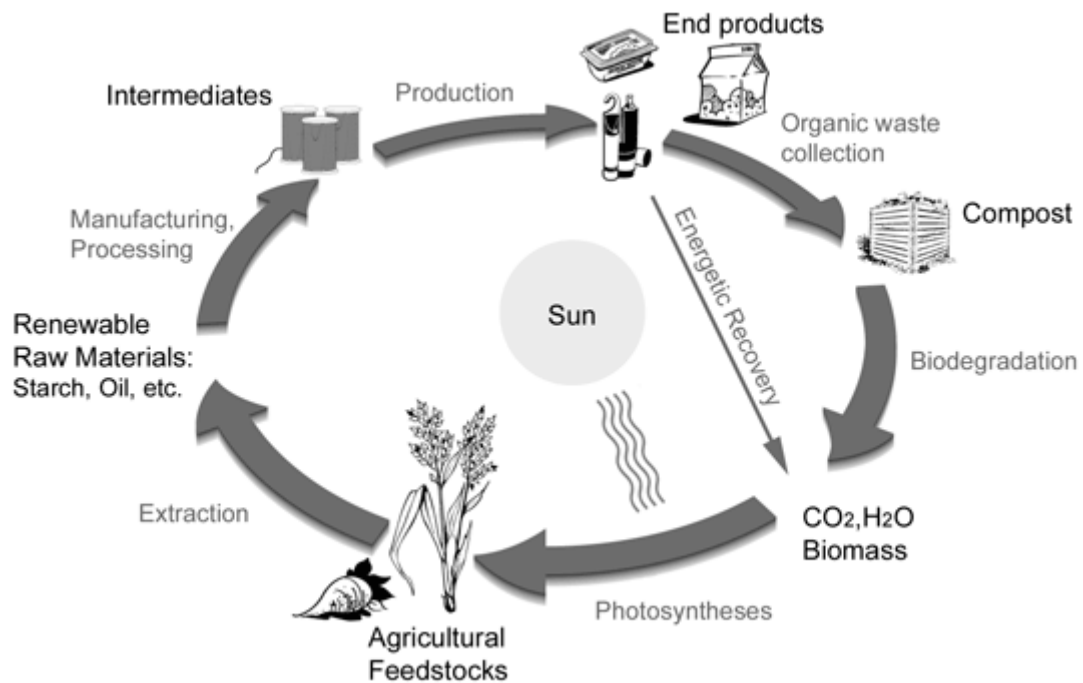 End products
Intermediates
Production
Organic waste
collection
Manufacturing,
Processing
Compost
Energetic Recovery
Sun
Renewable
Raw Materials:
Starch, Oil, etc.
Biodegradation
Extraction
CO₂,H₂O
Biomass
Photosyntheses
Agricultural
Feedstocks